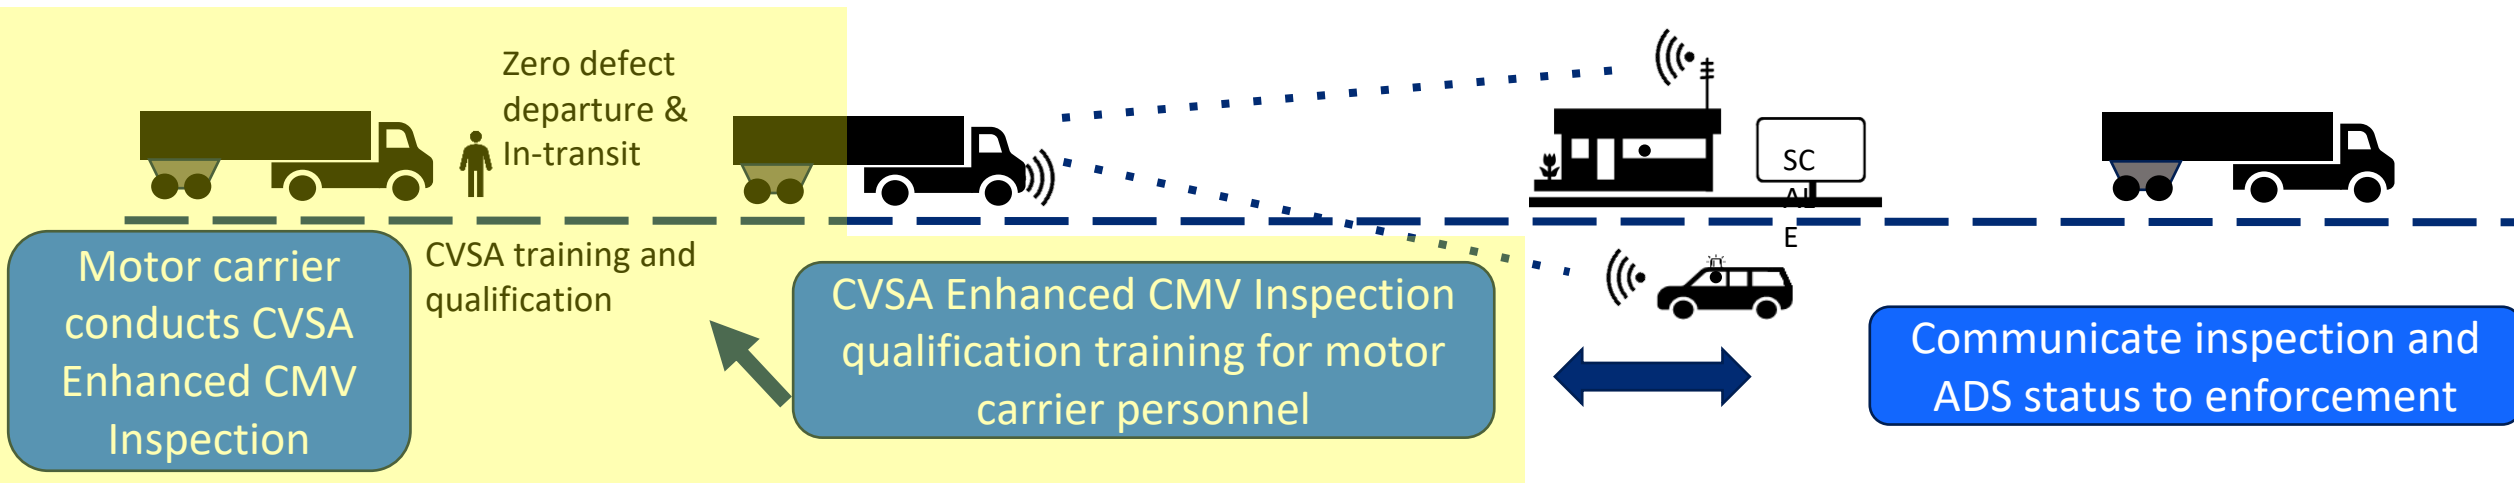 Zero defect
departure &
In-transit
SC
AL
E
Motor carrier
conducts CVSA
Enhanced CMV
Inspection
CVSA training and
qualification
CVSA Enhanced CMV Inspection
qualification training for motor
carrier personnel
Communicate inspection and
ADS status to enforcement